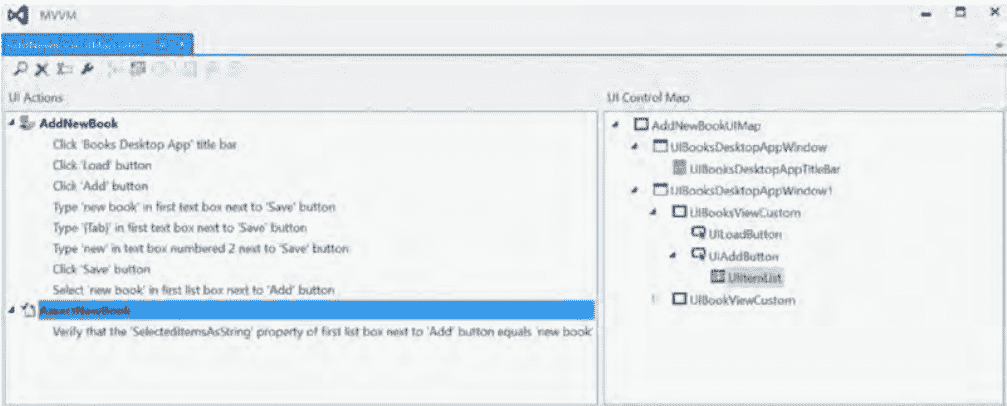 MVVM
UI Actions
UI Control Map
AddNewBook
Click 'Books Desktop App' title bar
Click 'Load' button
Click 'Add' button
Type 'new book' in first text box next to 'Save' button
Type '{Tab}' in first text box next to 'Save' button
Type 'new' in text box numbered 2 next to 'Save' button
Click 'Save' button
Select 'new book' in first list box next to 'Add' button
AssertNewBook
Verify that the 'SelectedItemsAsString' property of first list box next to 'Add' button equals 'new book'
AddNewBookUIMap
UIBooksDesktopAppWindow
UIBooksDesktopAppTitleBar
UIBooksDesktopAppWindow1
UIBooksViewCustom
UILoadButton
UIAddButton
UIItemList
UIBookViewCustom